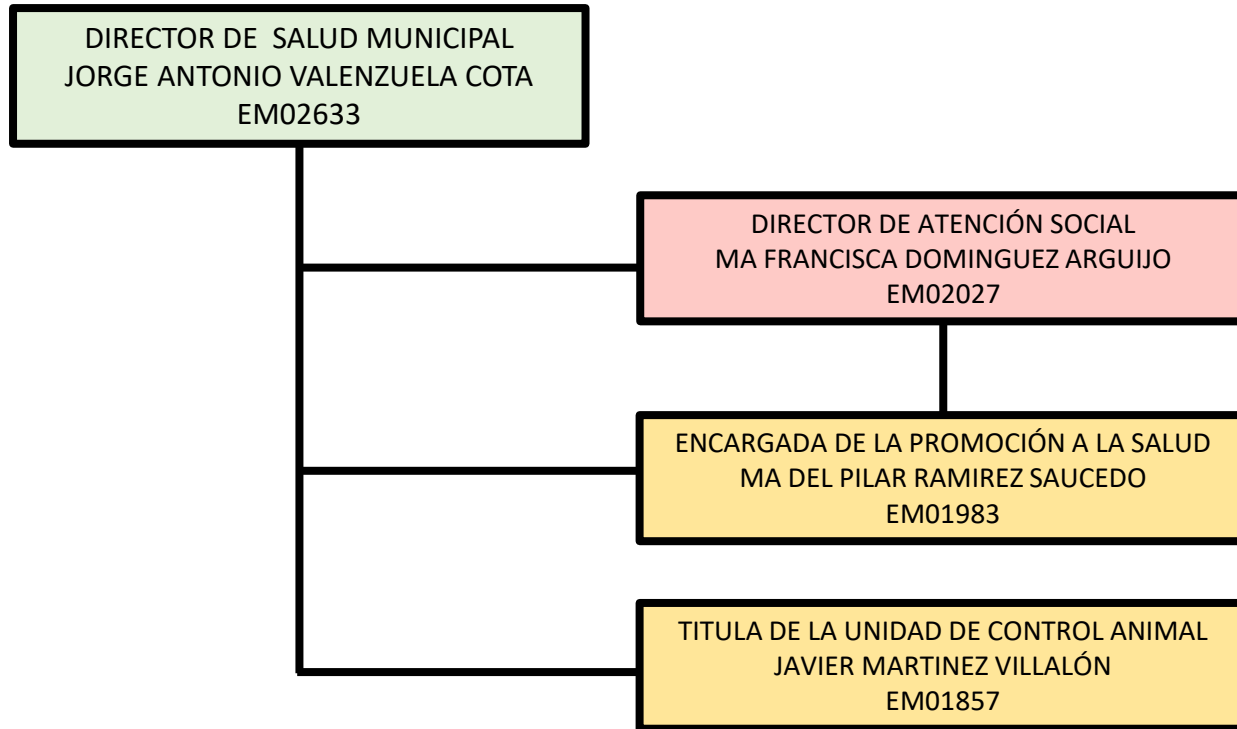 DIRECTOR DE SALUD MUNICIPAL
JORGE ANTONIO VALENZUELA COTA
EM02633
DIRECTOR DE ATENCIÓN SOCIAL
MA FRANCISCA DOMINGUEZ ARGUIJO
EM02027
ENCARGADA DE LA PROMOCIÓN A LA SALUD
MA DEL PILAR RAMIREZ SAUCEDO
EM01983
TITULA DE LA UNIDAD DE CONTROL ANIMAL
JAVIER MARTINEZ VILLALÓN
EM01857